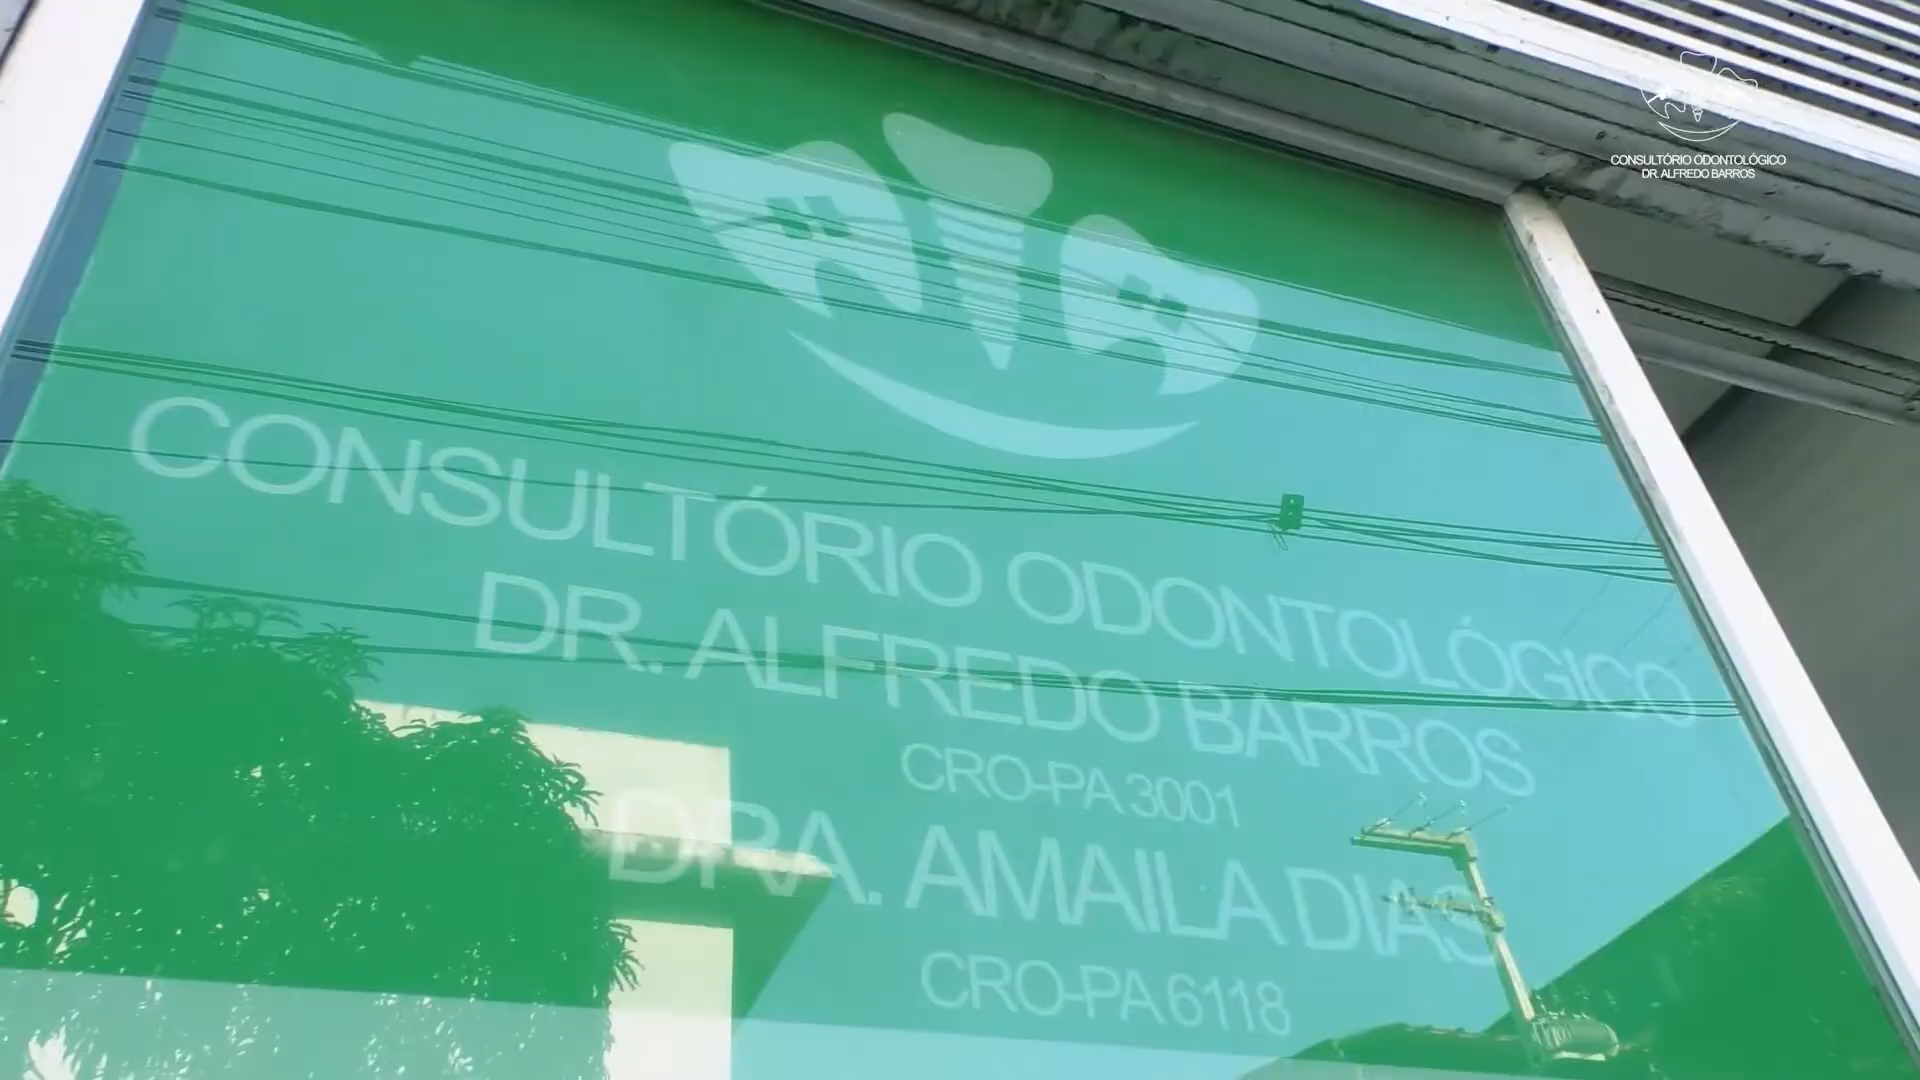 CONSULTÓRIO ODONTOLÓGICO
DR. ALFREDO BARROS
CONSULTÓRIO ODONTOLÓGICO
DR. ALFREDO BARROS
CRO-PA 3001
DRA. AMAILA DIAS
CRO-PA 6118